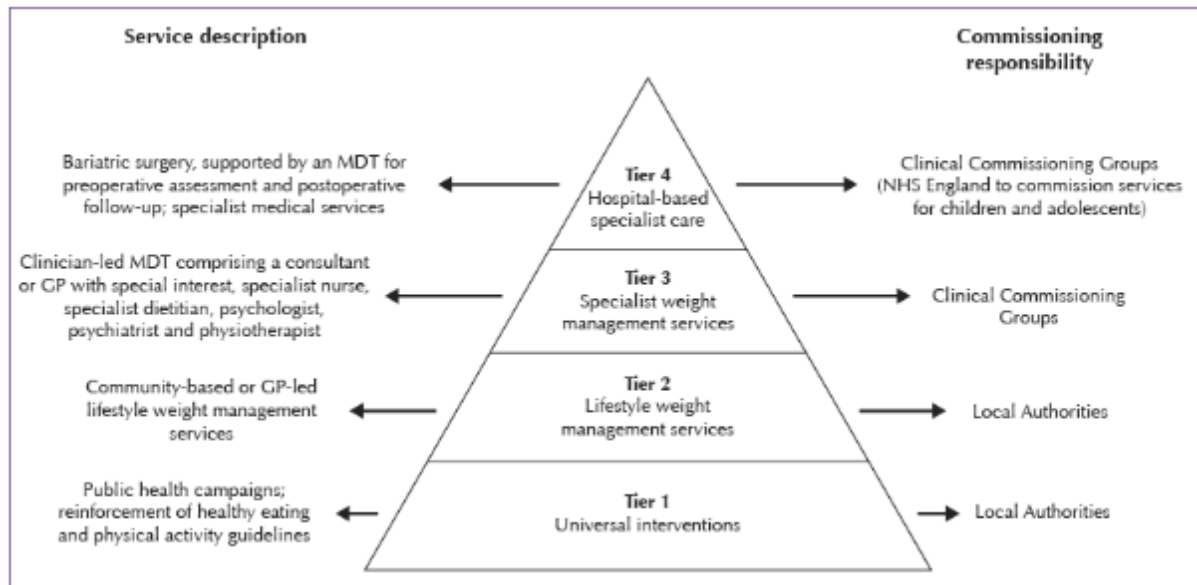 Service description
Commissioning
responsibility
Bariatric surgery, supported by an MDT for
preoperative assessment and postoperative
follow-up; specialist medical services
Tier 4
Hospital-based
specialist care
Clinical Commissioning Groups
(NHS England to commission services
for children and adolescents)
Clinician-led MDT comprising a consultant
or GP with special interest, specialist nurse,
specialist dietitian, psychologist,
psychiatrist and physiotherapist
Tier 3
Specialist weight
management services
Clinical Commissioning
Groups
Community-based or GP-led
lifestyle weight management
services
Tier 2
Lifestyle weight
management services
Local Authorities
Public health campaigns;
reinforcement of healthy eating
and physical activity guidelines
Tier 1
Universal interventions
Local Authorities